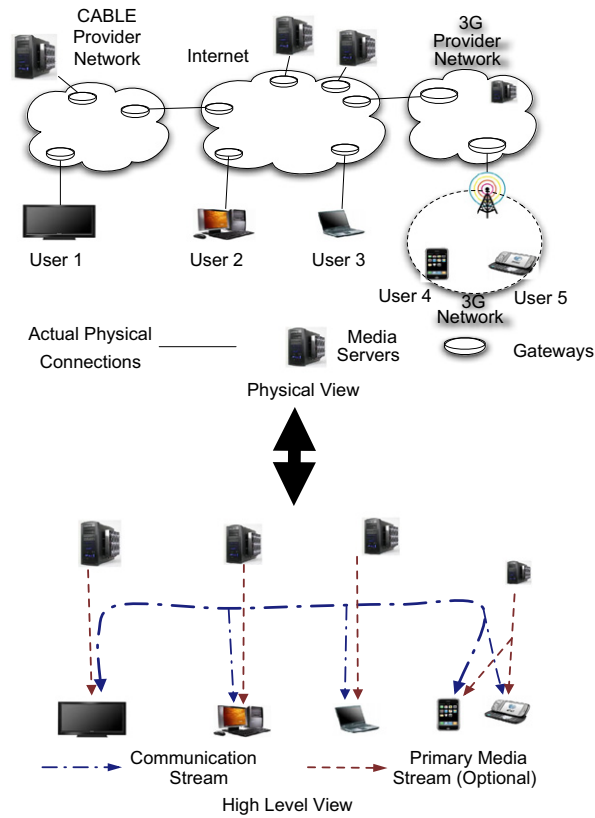 CABLE
Provider
Network
Internet
3G
Provider
Network
User 1
User 2
User 3
User 4
User 5
3G
Network
Actual Physical
Connections
Media
Servers
Gateways
Physical View
Communication
Stream
Primary Media
Stream (Optional)
High Level View